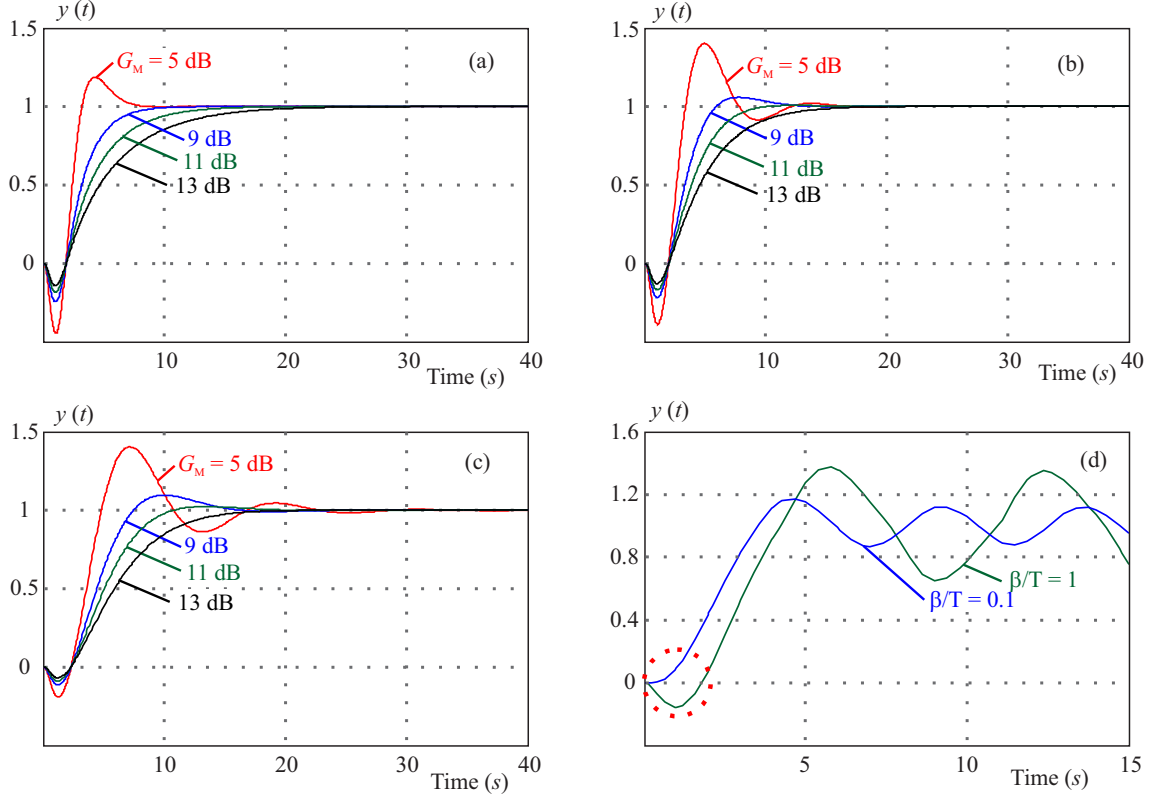 y (t)
1.5
G_M = 5 dB
(a)
1
9 dB
11 dB
0.5
13 dB
0
10
20
30
40
Time (s)
y (t)
1.5
G_M = 5 dB
(b)
1
9 dB
11 dB
0.5
13 dB
0
10
20
30
40
Time (s)
y (t)
1.5
G_M = 5 dB
(c)
1
9 dB
11 dB
0.5
13 dB
0
10
20
30
40
Time (s)
y (t)
1.6
(d)
1.2
0.8
β/T = 1
β/T = 0.1
0.4
0
5
10
15
Time (s)